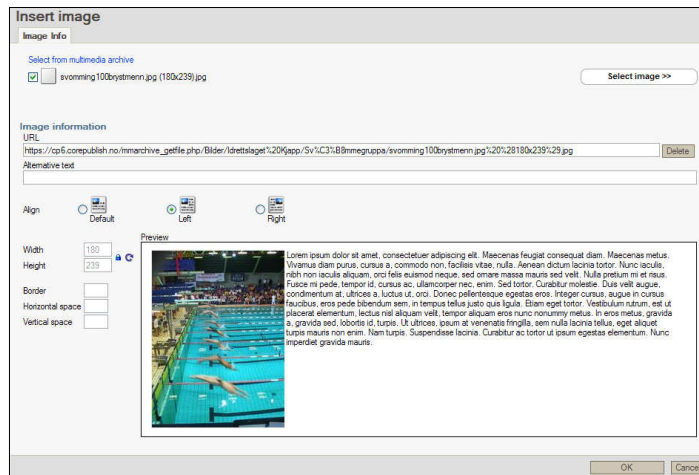 Insert image
Image Info
Select from multimedia archive
svomming100brystmenn.jpg (180x239).jpg
Select image >>
Image information
URL
https://cp6.corepublish.no/mmarchive_getfile.php/Bilder/Idrettslaget%20Kjapp/Sv%C3%B8mmegruppa/svomming100brystmenn.jpg%20%28180x239%29.jpg
Delete
Alternative text
Align
Default
Left
Right
Width
180
Height
239
Border
Horizontal space
Vertical space
Preview
Lorem ipsum dolor sit amet, consectetuer adipiscing elit. Maecenas feugiat consequat diam. Maecenas metus.
Vivamus diam purus, cursus a, commodo non, facilisis vitae, nulla. Aenean dictum lacinia tortor. Nunc iaculis,
nibh non iaculis aliquam, orci felis euismod neque, sed ornare massa mauris sed velit. Nulla pretium mi et risus.
Fusce mi pede, tempor id, cursus ac, ullamcorper nec, enim. Sed tortor. Curabitur molestie. Duis velit augue,
condimentum at, ultrices a, luctus ut, orci. Donec pellentesque egestas eros. Integer cursus, augue in cursus
faucibus, eros pede bibendum sem, in tempus tellus justo quis ligula. Etiam eget tortor. Vestibulum rutrum, est ut
placerat elementum, lectus nisl aliquam velit, tempor aliquam eros nunc nonummy metus. In eros metus, gravida
a, gravida sed, lobortis id, turpis. Ut ultrices, ipsum at venenatis fringilla, sem nulla lacinia tellus, eget aliquet
turpis mauris non enim. Nam turpis. Suspendisse lacinia. Curabitur ac tortor ut ipsum egestas elementum. Nunc
imperdiet gravida mauris.
OK
Cance